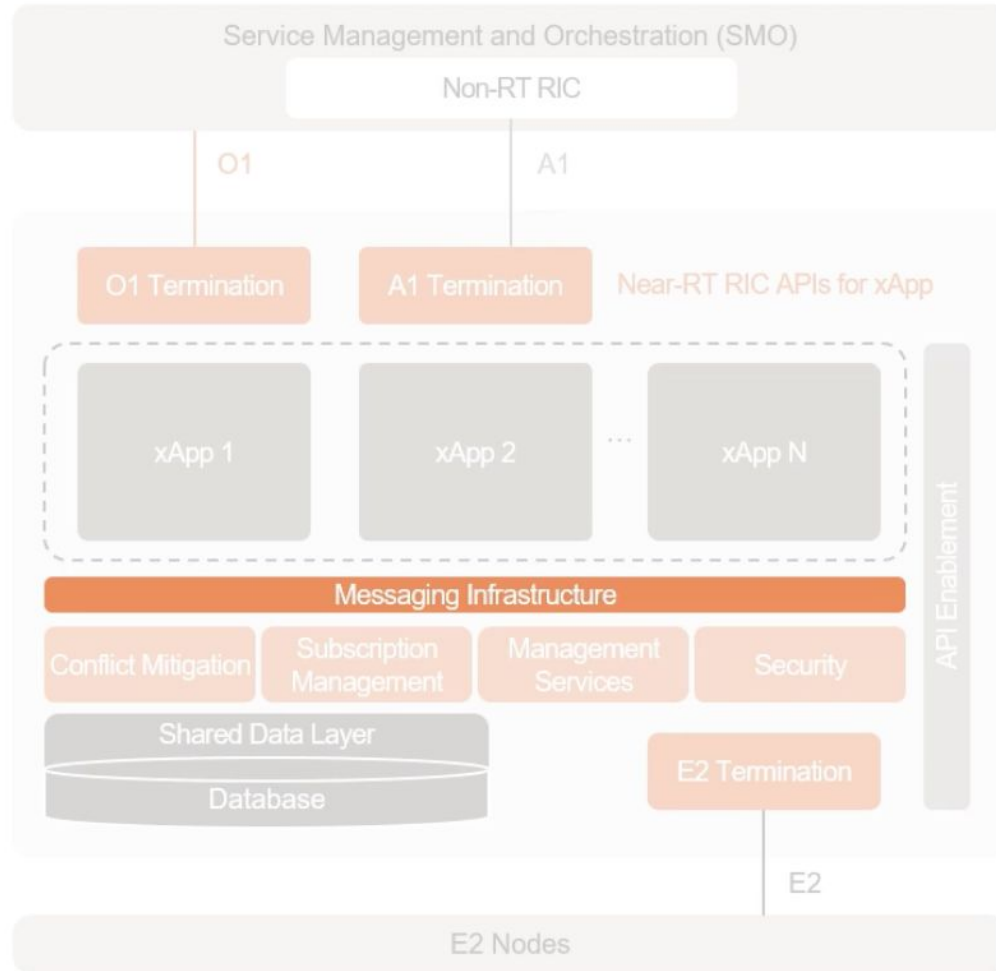 Service Management and Orchestration (SMO)
Non-RT RIC
O1
A1
O1 Termination
A1 Termination
Near-RT RIC APIs for xApp
xApp 1
xApp 2
...
xApp N
API Enablement
Messaging Infrastructure
Conflict Mitigation
Subscription
Management
Management
Services
Security
Shared Data Layer
Database
E2 Termination
E2
E2 Nodes